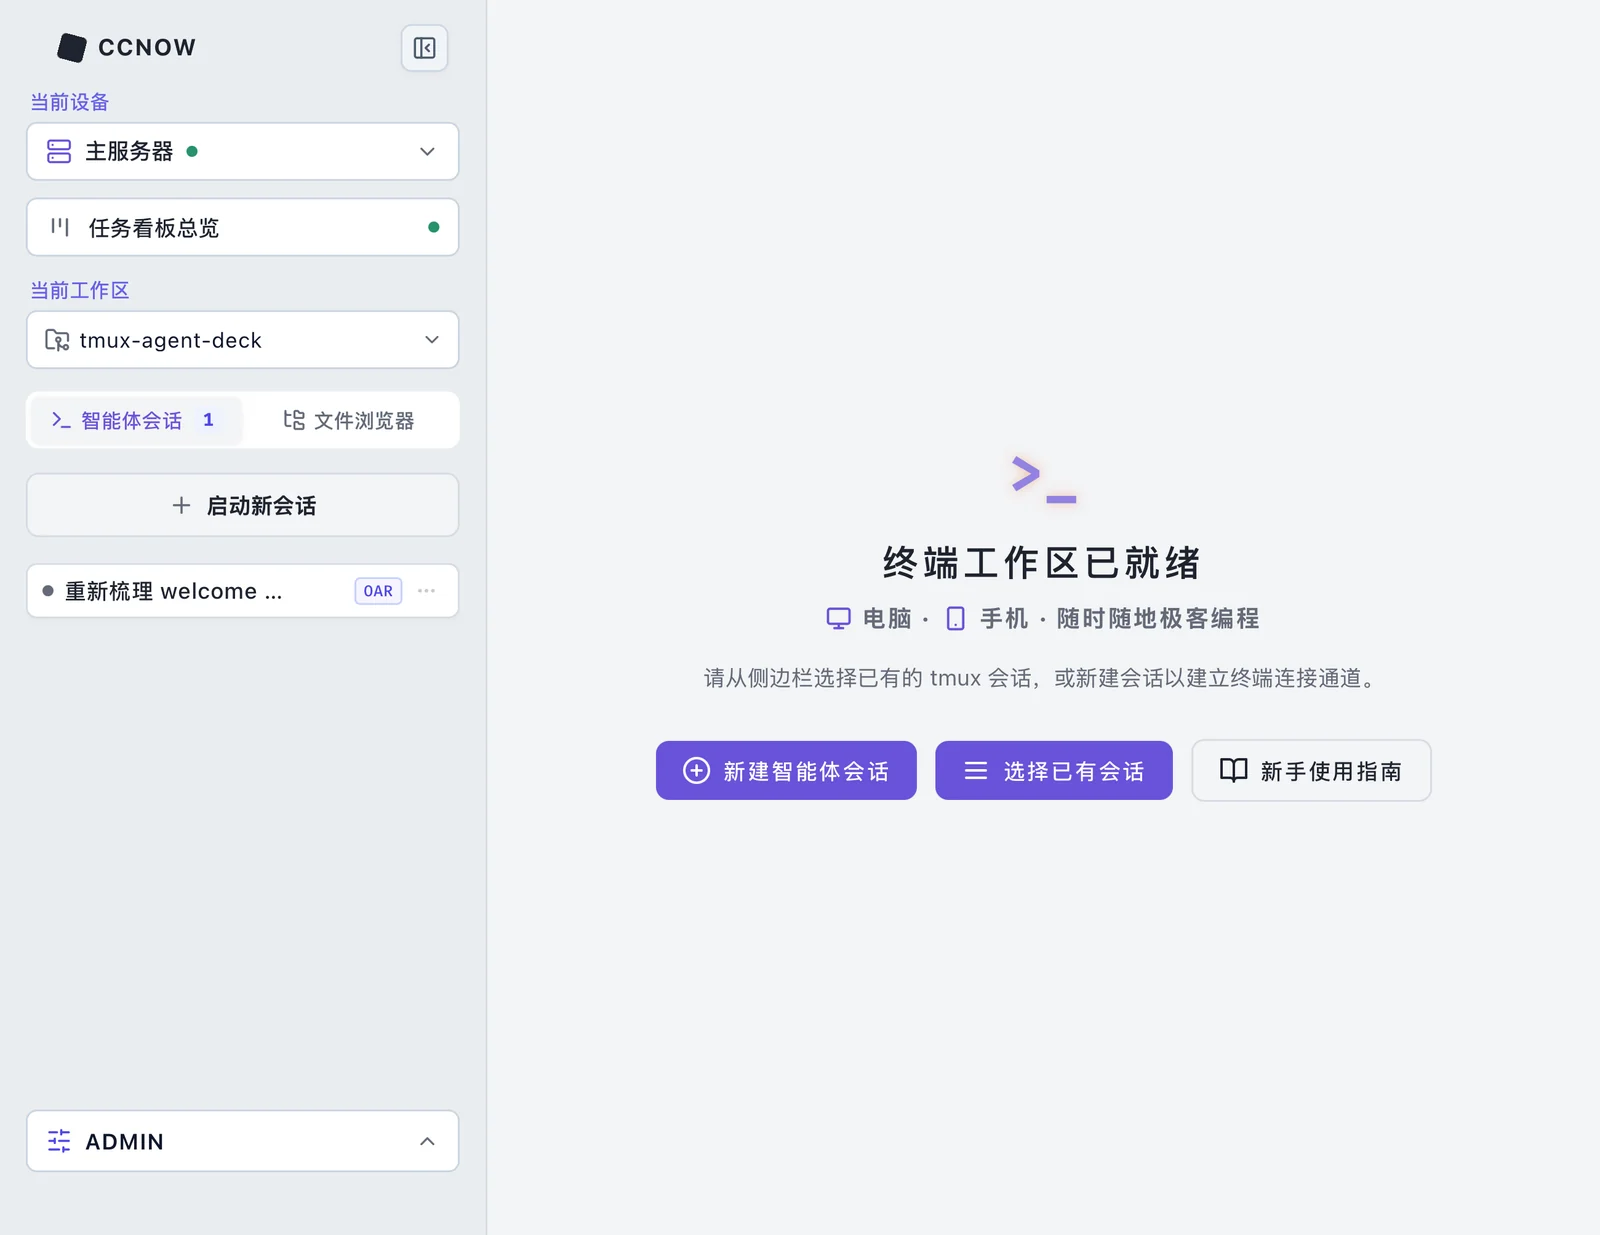 CCNOW
当前设备
主服务器
任务看板总览
当前工作区
tmux-agent-deck
智能体会话 1
文件浏览器
启动新会话
重新梳理 welcome ...
OAR
ADMIN
>_
终端工作区已就绪
电脑 · 手机 · 随时随地极客编程
请从侧边栏选择已有的 tmux 会话，或新建会话以建立终端连接通道。
新建智能体会话
选择已有会话
新手使用指南